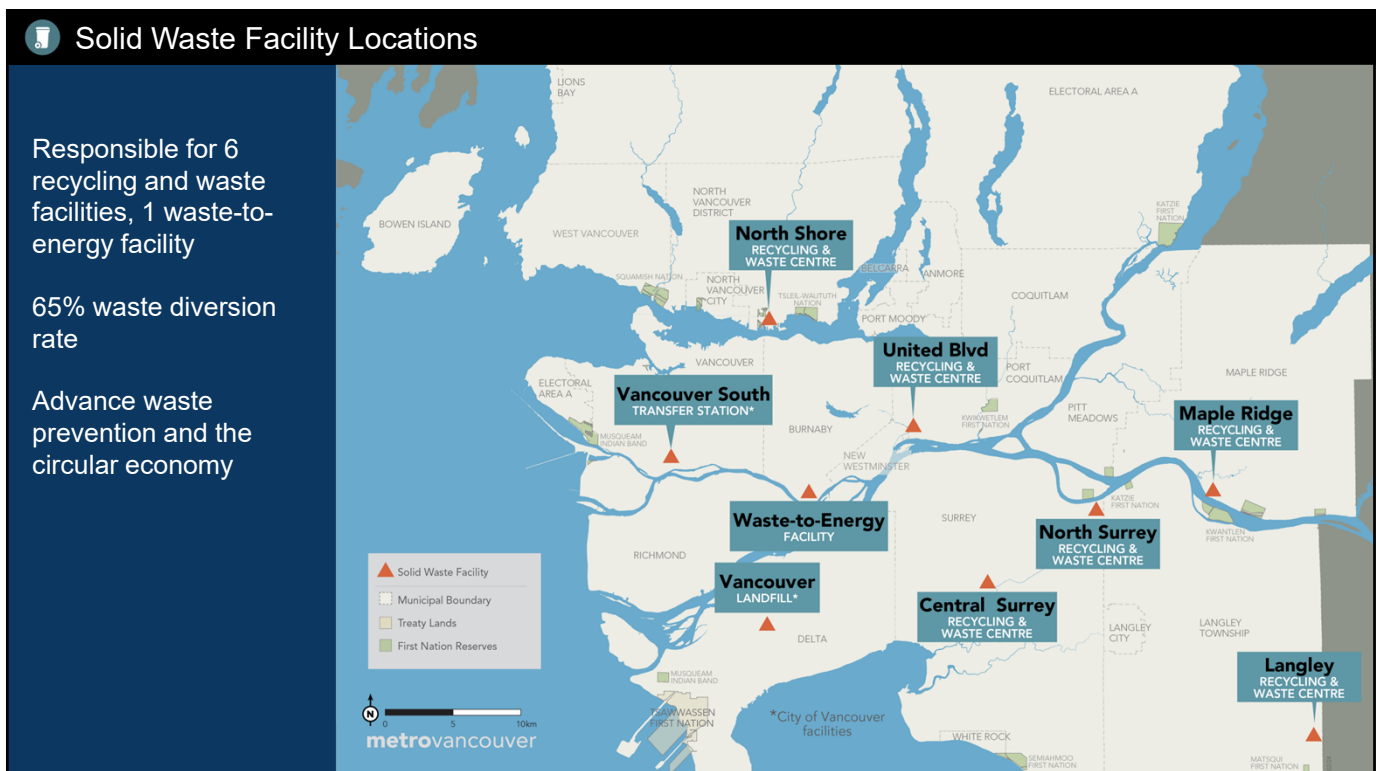 Solid Waste Facility Locations
Responsible for 6
recycling and waste
facilities, 1 waste-to-
energy facility
65% waste diversion
rate
Advance waste
prevention and the
circular economy
LIONS
BAY
ELECTORAL AREA A
BOWEN ISLAND
WEST VANCOUVER
NORTH
VANCOUVER
DISTRICT
KATZIE
FIRST
NATION
North Shore
RECYCLING &
WASTE CENTRE
SQUAMISH NATION
NORTH
VANCOUVER
CITY
TSLEIL-WAUTUTH
NATION
BELCARRA
ANMORE
PORT MOODY
COQUITLAM
VANCOUVER
United Blvd
RECYCLING &
WASTE CENTRE
PORT
COQUITLAM
MAPLE RIDGE
ELECTORAL
AREA A
Vancouver South
TRANSFER STATION*
MUSQUEAM
INDIAN BAND
BURNABY
KWIKWETLEM
FIRST NATION
PITT
MEADOWS
Maple Ridge
RECYCLING &
WASTE CENTRE
NEW
WESTMINSTER
Waste-to-Energy
FACILITY
SURREY
KATZIE
FIRST NATION
North Surrey
RECYCLING &
WASTE CENTRE
KWANTLEN
FIRST NATION
RICHMOND
Vancouver
LANDFILL*
DELTA
Central Surrey
RECYCLING &
WASTE CENTRE
LANGLEY
CITY
LANGLEY
TOWNSHIP
Langley
RECYCLING &
WASTE CENTRE
Solid Waste Facility
Municipal Boundary
Treaty Lands
First Nation Reserves
MUSQUEAM
INDIAN BAND
TSAWWASSEN
FIRST NATION
*City of Vancouver
facilities
WHITE ROCK
SEMIAHMOO
FIRST NATION
MATSQUI
FIRST NATION
N
0 5 10km
metrovancouver